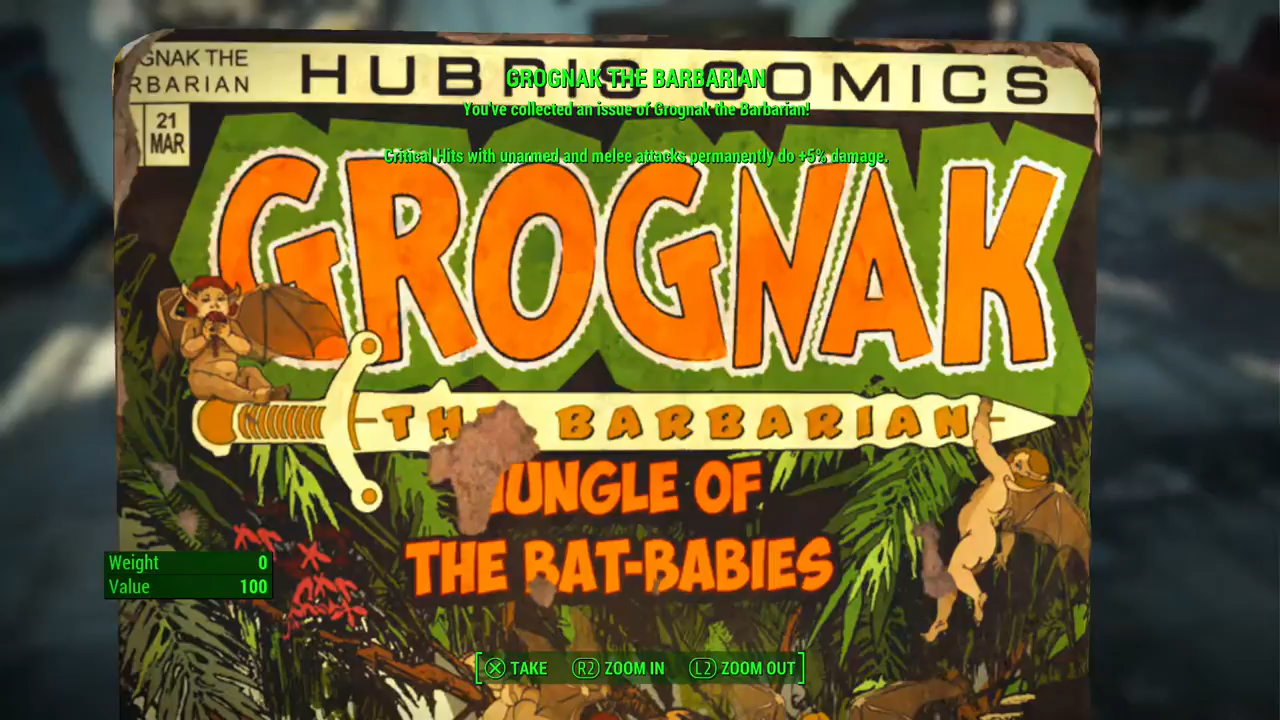 GNAK THE
RBARIAN
HUBRIS COMICS
GROGNAK THE BARBARIAN
You've collected an issue of Grognak the Barbarian!
21
MAR
Critical Hits with unarmed and melee attacks permanently do +5% damage.
GROGNAK
THE BARBARIAN
JUNGLE OF
THE BAT-BABIES
Weight 0
Value 100
TAKE R2 ZOOM IN L2 ZOOM OUT